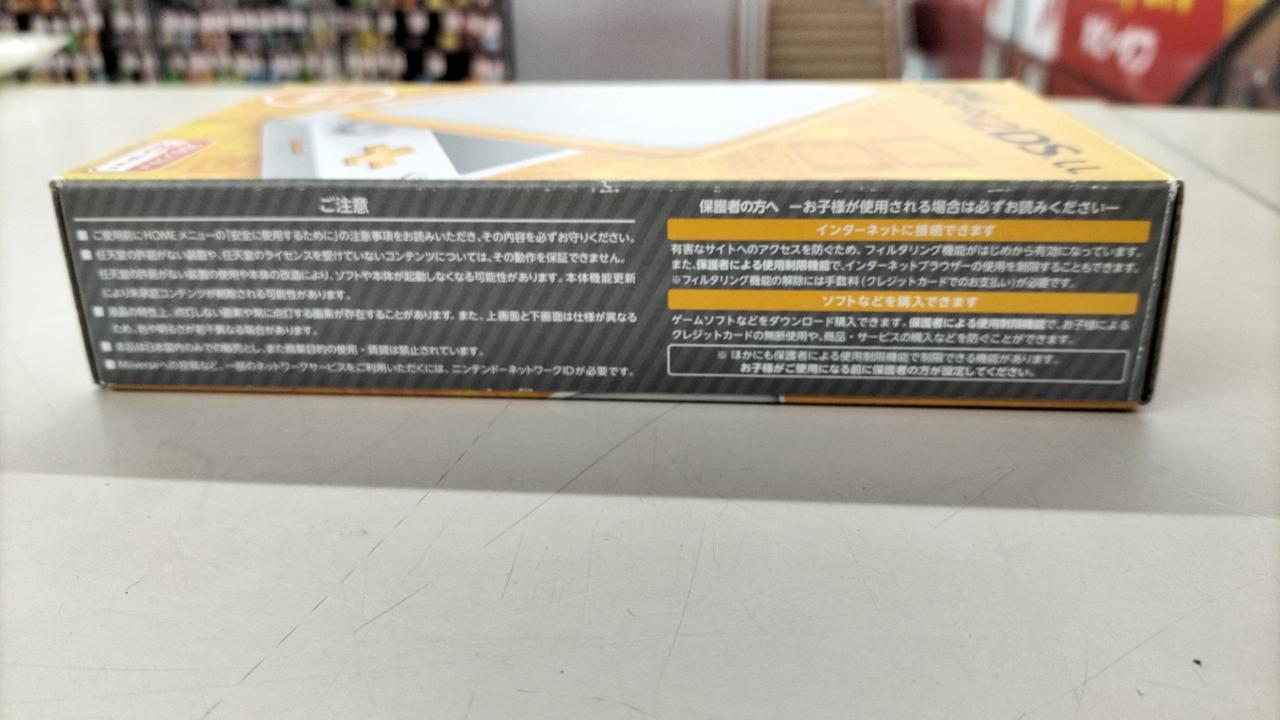 ご注意
■ ご使用前にHOMEメニューの「安全に使用するために」の注意事項をお読みいただき、その内容を必ずお守りください。
■ 任天堂の許諾がない装置や、任天堂のライセンスを受けていないコンテンツについては、その動作を保証できません。
任天堂の許諾がない装置の使用や本体の改造により、ソフトや本体が起動しなくなる可能性があります。本体機能更新
により未承認コンテンツが削除される可能性があります。
■ 液晶の特性上、点灯しない画素や常に点灯する画素が存在することがあります。また、上画面と下画面は仕様が異なる
ため、色や明るさが若干異なる場合があります。
■ 本品は日本国内のみでの販売とし、また商業目的の使用・賃貸は禁止されています。
■ Miiverseへの投稿など、一部のネットワークサービスをご利用いただくには、ニンテンドーネットワークIDが必要です。
保護者の方へ ーお子様が使用される場合は必ずお読みくださいー
インターネットに接続できます
有害なサイトへのアクセスを防ぐため、フィルタリング機能がはじめから有効になっています。
また、保護者による使用制限機能で、インターネットブラウザーの使用を制限することもできます。
※フィルタリング機能の解除には手数料(クレジットカードでのお支払い)が必要です。
ソフトなどを購入できます
ゲームソフトなどをダウンロード購入できます。保護者による使用制限機能で、お子様による
クレジットカードの無断使用や、商品・サービスの購入などを防ぐことができます。
※ ほかにも保護者による使用制限機能で制限できる機能があります。
お子様がご使用になる前に保護者の方が設定してください。